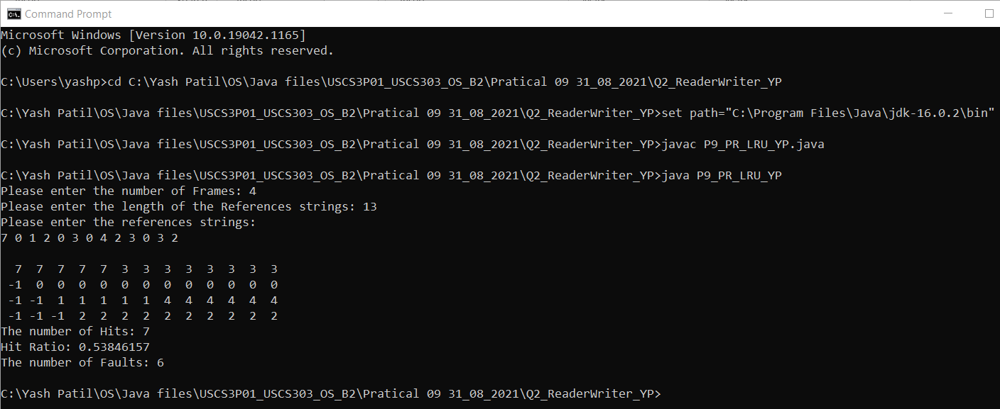 Command Prompt
Microsoft Windows [Version 10.0.19042.1165]
(c) Microsoft Corporation. All rights reserved.
C:\Users\yashp>cd C:\Yash Patil\OS\Java files\USCS3P01_USCS303_OS_B2\Pratical 09 31_08_2021\Q2_ReaderWriter_YP
C:\Yash Patil\OS\Java files\USCS3P01_USCS303_OS_B2\Pratical 09 31_08_2021\Q2_ReaderWriter_YP>set path="C:\Program Files\Java\jdk-16.0.2\bin"
C:\Yash Patil\OS\Java files\USCS3P01_USCS303_OS_B2\Pratical 09 31_08_2021\Q2_ReaderWriter_YP>javac P9_PR_LRU_YP.java
C:\Yash Patil\OS\Java files\USCS3P01_USCS303_OS_B2\Pratical 09 31_08_2021\Q2_ReaderWriter_YP>java P9_PR_LRU_YP
Please enter the number of Frames: 4
Please enter the length of the References strings: 13
Please enter the references strings:
7 0 1 2 0 3 0 4 2 3 0 3 2
7 7 7 7 7 3 3 3 3 3 3 3 3
-1 0 0 0 0 0 0 0 0 0 0 0 0
-1 -1 1 1 1 1 1 4 4 4 4 4 4
-1 -1 -1 2 2 2 2 2 2 2 2 2 2
The number of Hits: 7
Hit Ratio: 0.53846157
The number of Faults: 6
C:\Yash Patil\OS\Java files\USCS3P01_USCS303_OS_B2\Pratical 09 31_08_2021\Q2_ReaderWriter_YP>